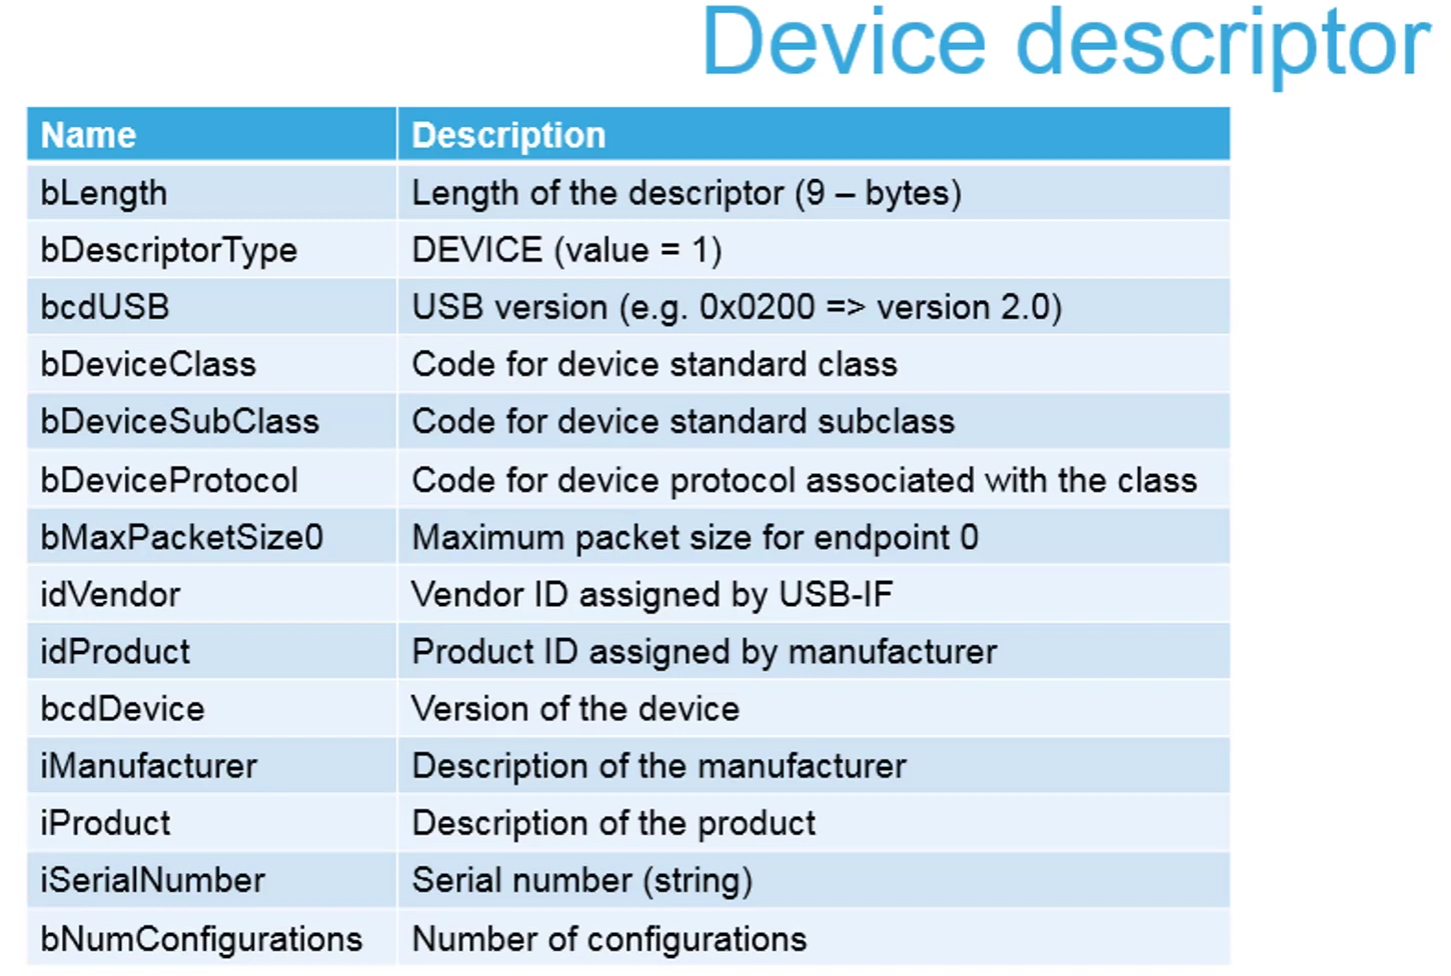 Device descriptor
Name Description
bLength Length of the descriptor (9 – bytes)
bDescriptorType DEVICE (value = 1)
bcdUSB USB version (e.g. 0x0200 => version 2.0)
bDeviceClass Code for device standard class
bDeviceSubClass Code for device standard subclass
bDeviceProtocol Code for device protocol associated with the class
bMaxPacketSize0 Maximum packet size for endpoint 0
idVendor Vendor ID assigned by USB-IF
idProduct Product ID assigned by manufacturer
bcdDevice Version of the device
iManufacturer Description of the manufacturer
iProduct Description of the product
iSerialNumber Serial number (string)
bNumConfigurations Number of configurations